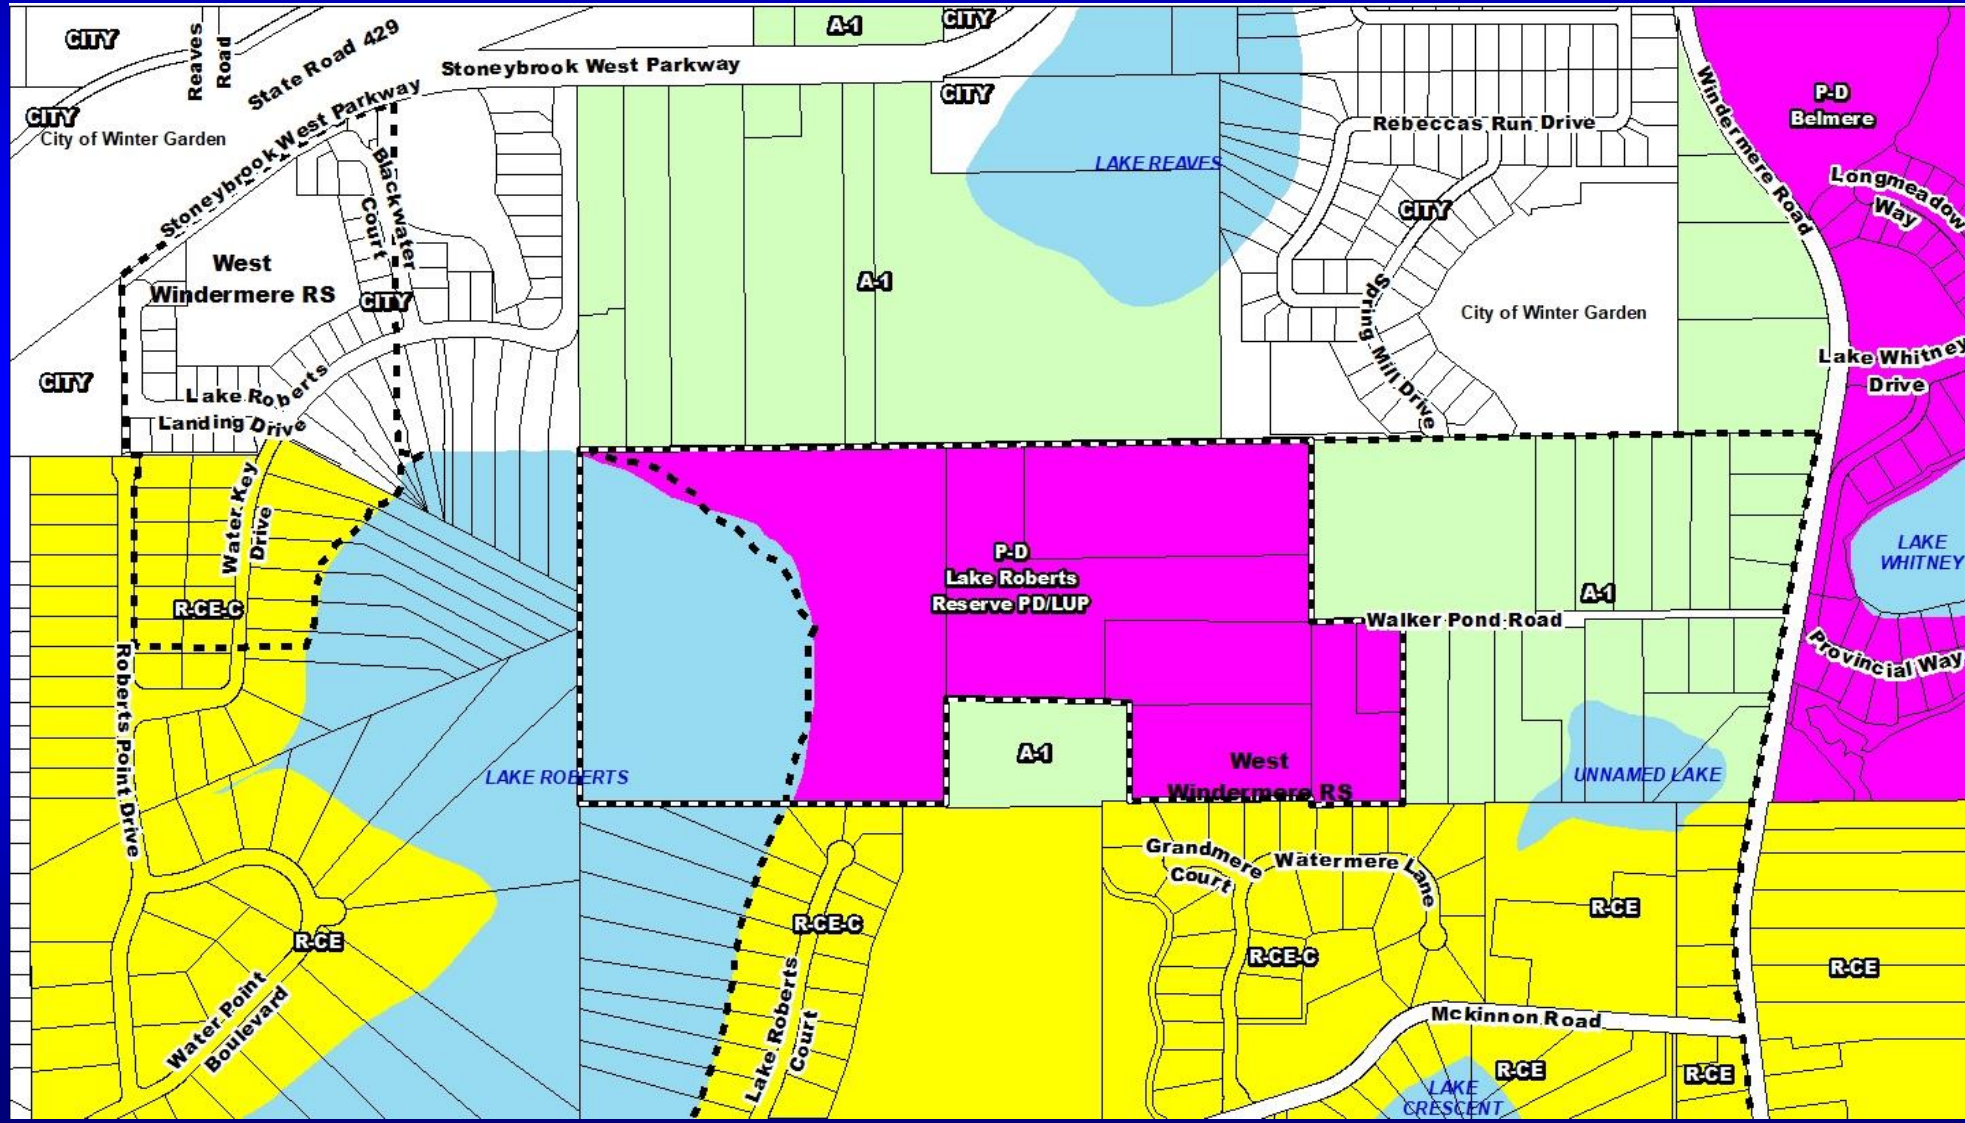 CITY
Reaves
Road
State Road 429
A-1
CITY
Stoneybrook West Parkway
CITY
CITY
City of Winter Garden
Stoneybrook West Parkway
Blackwater
Court
West
Windermere RS
CITY
CITY
Lake Roberts
Landing Drive
A-1
LAKE REAVES
Rebeccas Run Drive
CITY
Spring Mill Drive
City of Winter Garden
Windermere Road
P-D
Belmere
Longmeadow
Way
Lake Whitney
Drive
LAKE
WHITNEY
Provincial Way
Water Key
Drive
R-CE-C
Roberts Point Drive
LAKE ROBERTS
P-D
Lake Roberts
Reserve PD/LUP
A-1
Walker Pond Road
A-1
West
Windermere RS
UNNAMED LAKE
R-CE
Water Point
Boulevard
R-CE-C
Lake Roberts
Court
Grandmere
Court
Watermere Lane
R-CE-C
R-CE
R-CE
Mckinnon Road
R-CE
R-CE
LAKE
CRESCENT